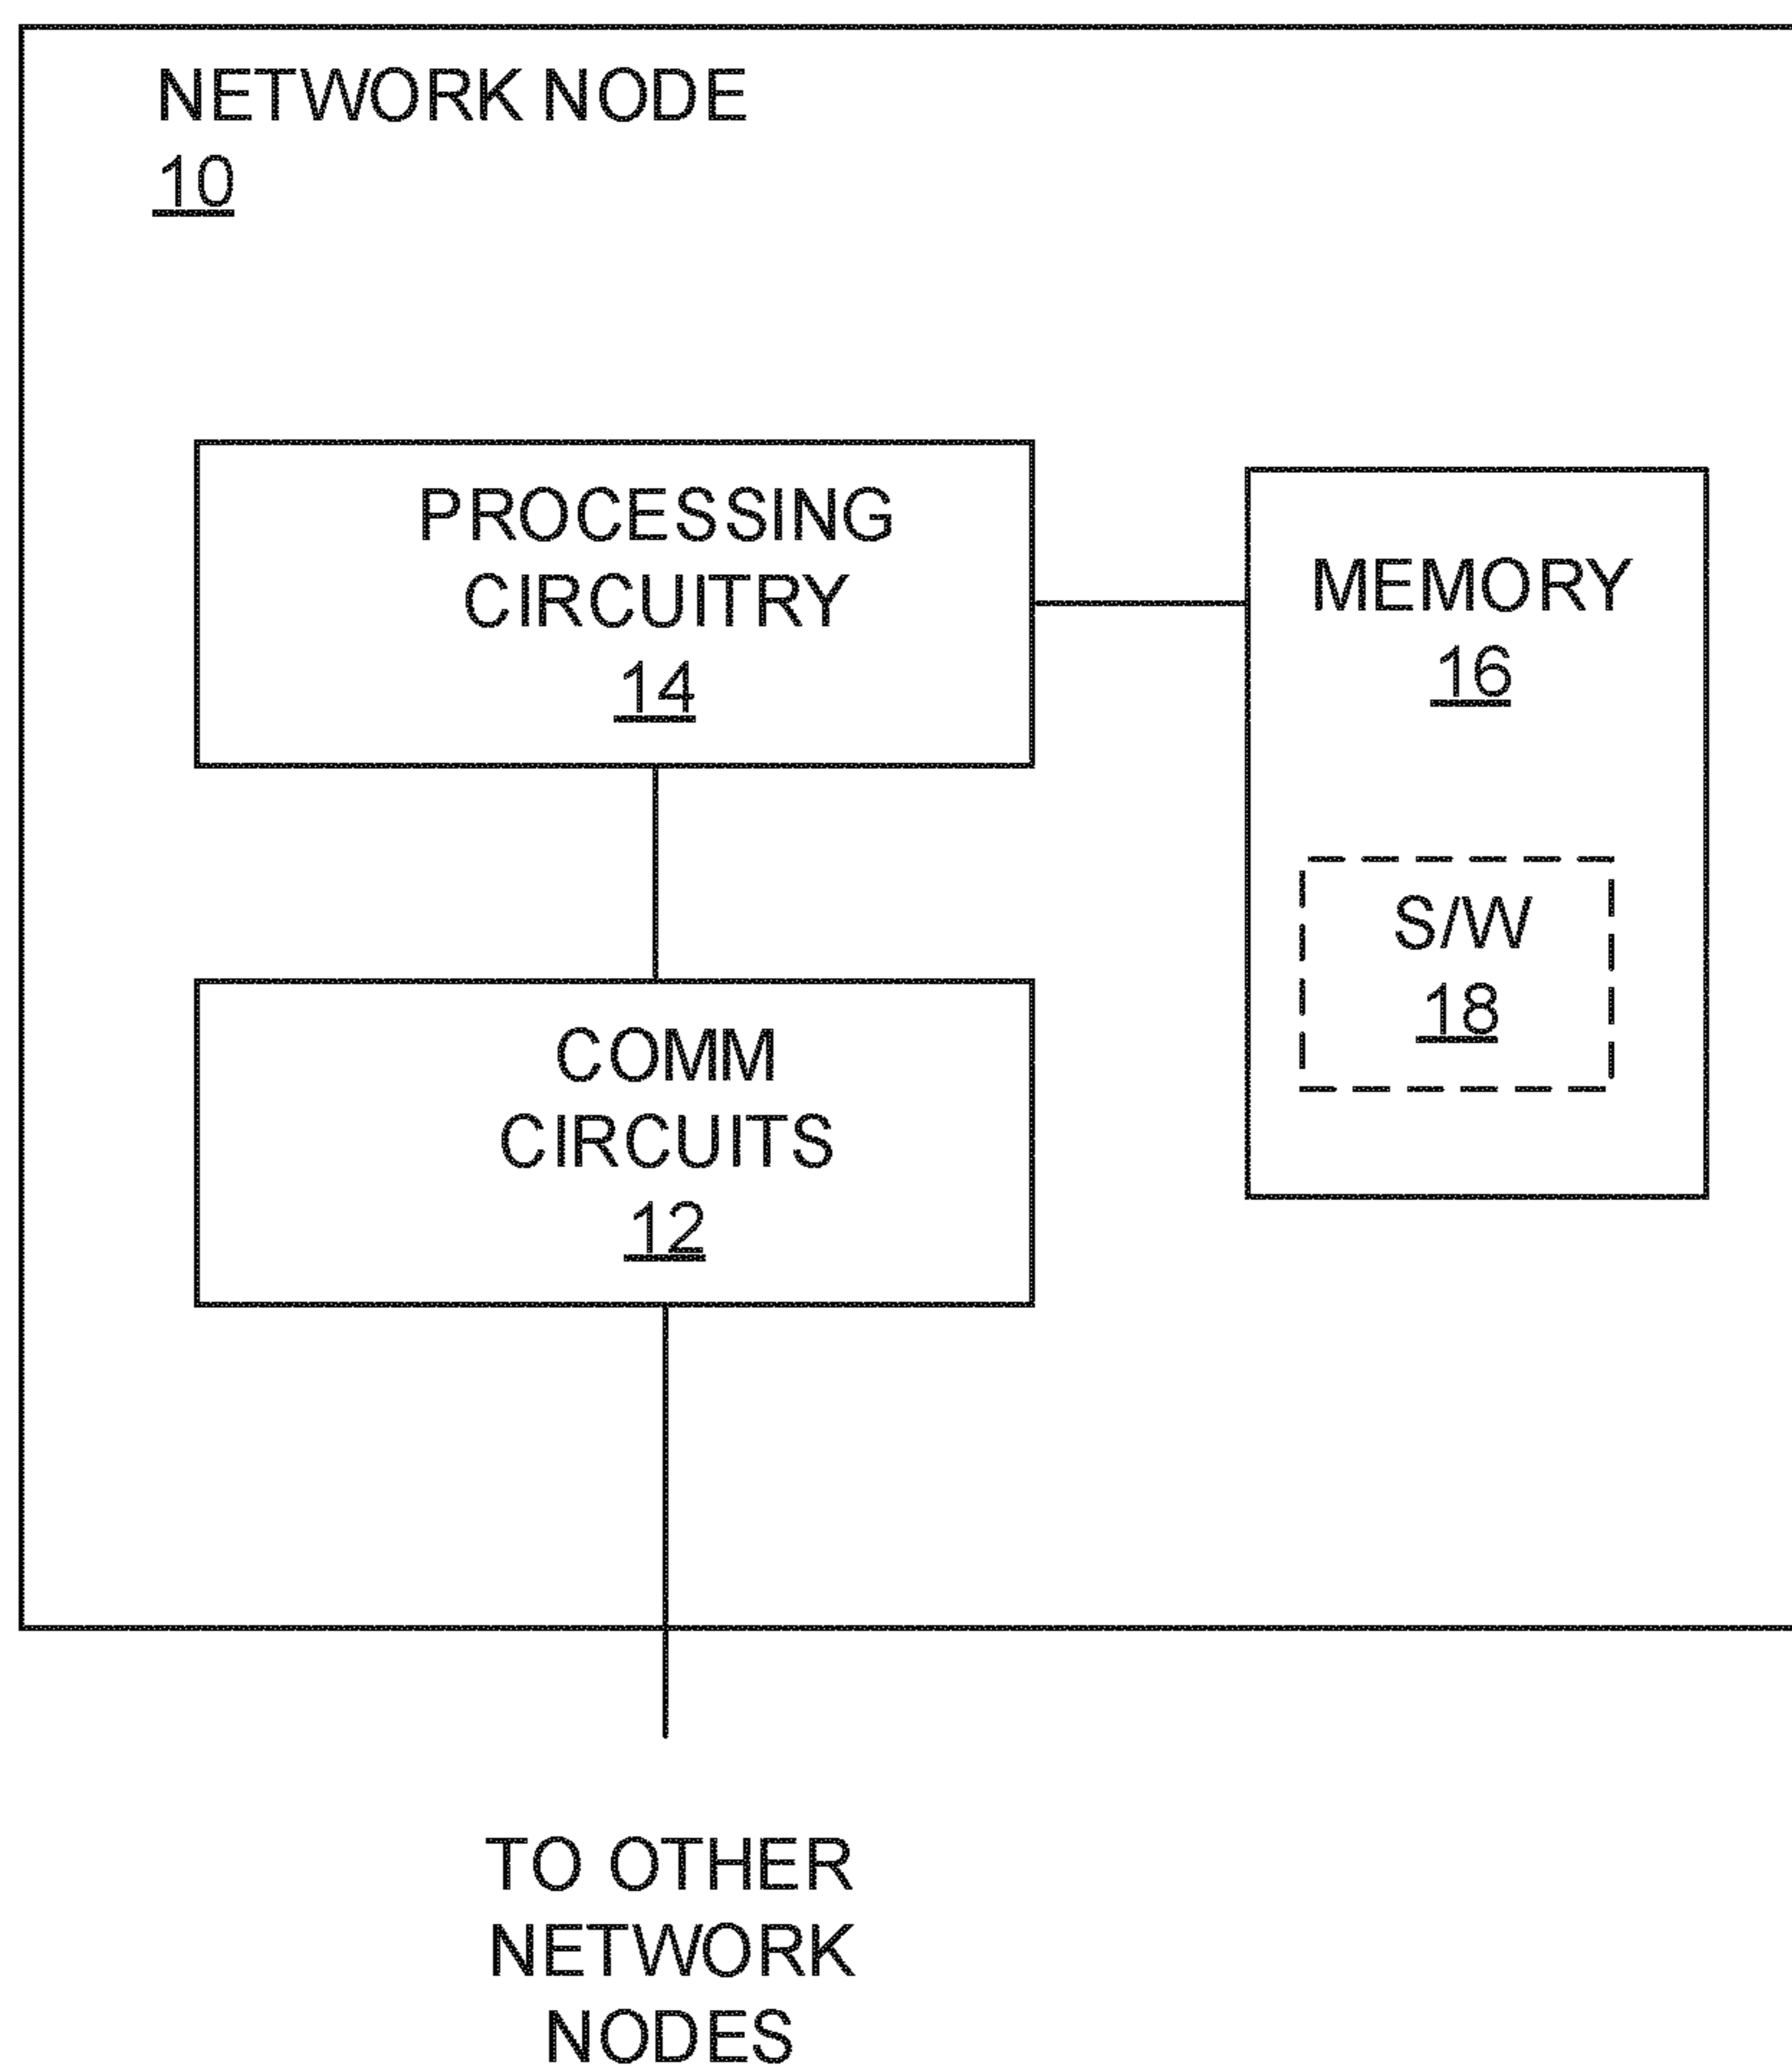 NETWORK NODE
10
PROCESSING
CIRCUITRY
14
MEMORY
16
S/W
18
COMM
CIRCUITS
12
TO OTHER
NETWORK
NODES